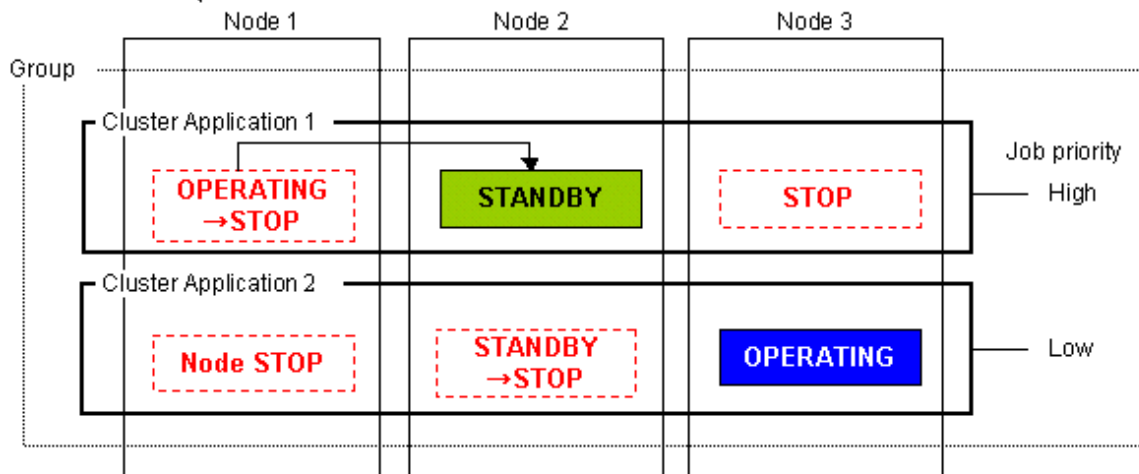 Node 1
Node 2
Node 3
Group
Cluster Application 1
Job priority
OPERATING
→STOP
STANDBY
STOP
High
Cluster Application 2
Node STOP
STANDBY
→STOP
OPERATING
Low